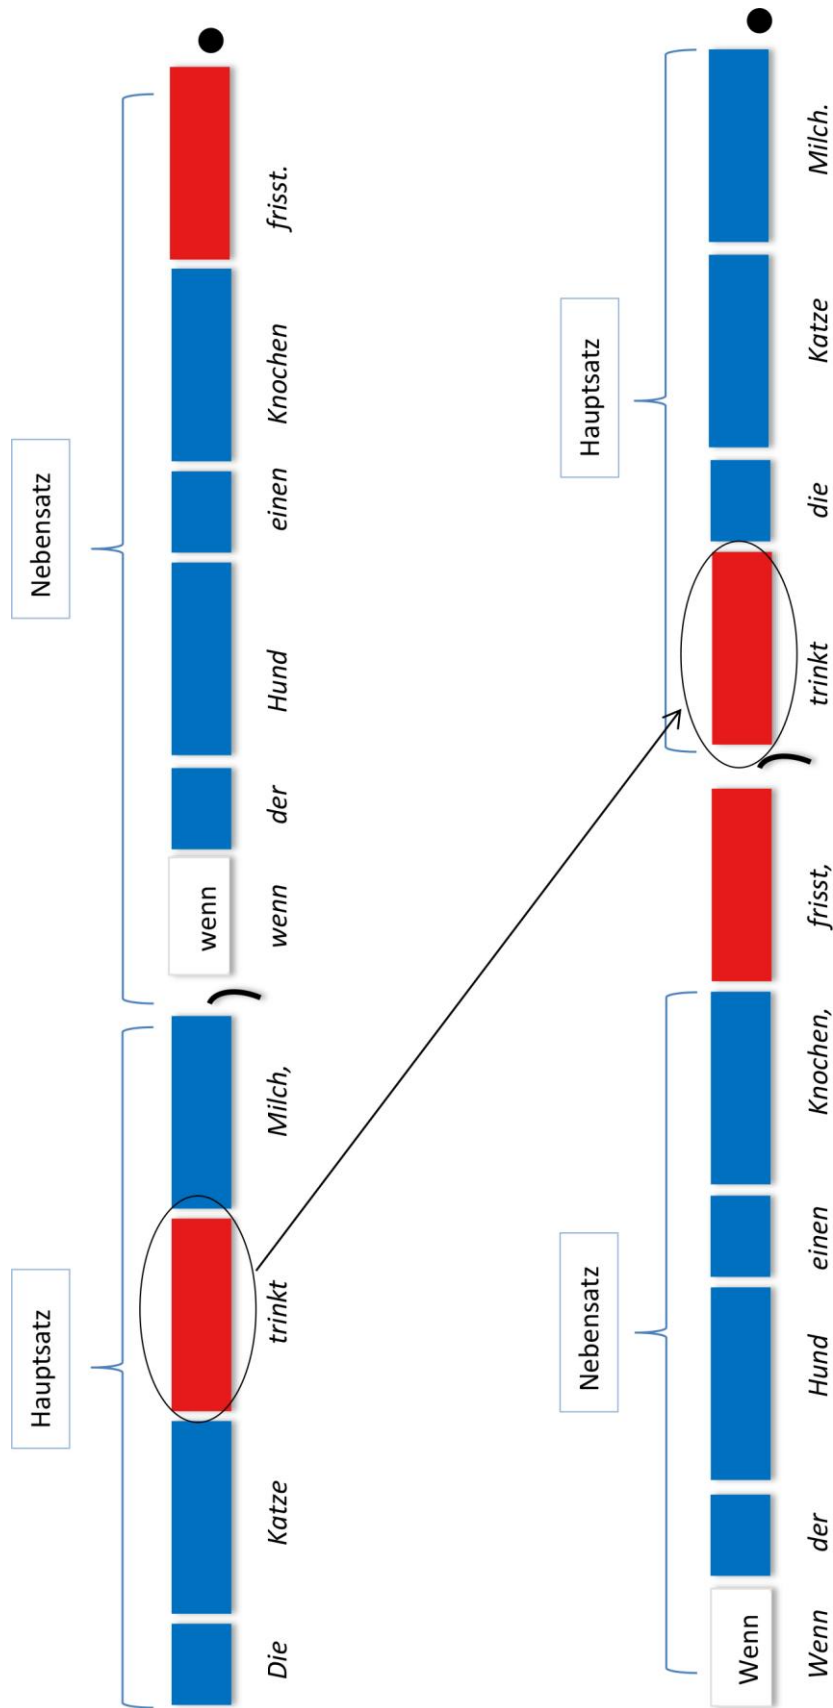 Hauptsatz Nebensatz
wenn
Die Katze trinkt Milch, wenn der Hund einen Knochen frisst.
Nebensatz Hauptsatz
Wenn
Wenn der Hund einen Knochen, frisst, trinkt die Katze Milch.